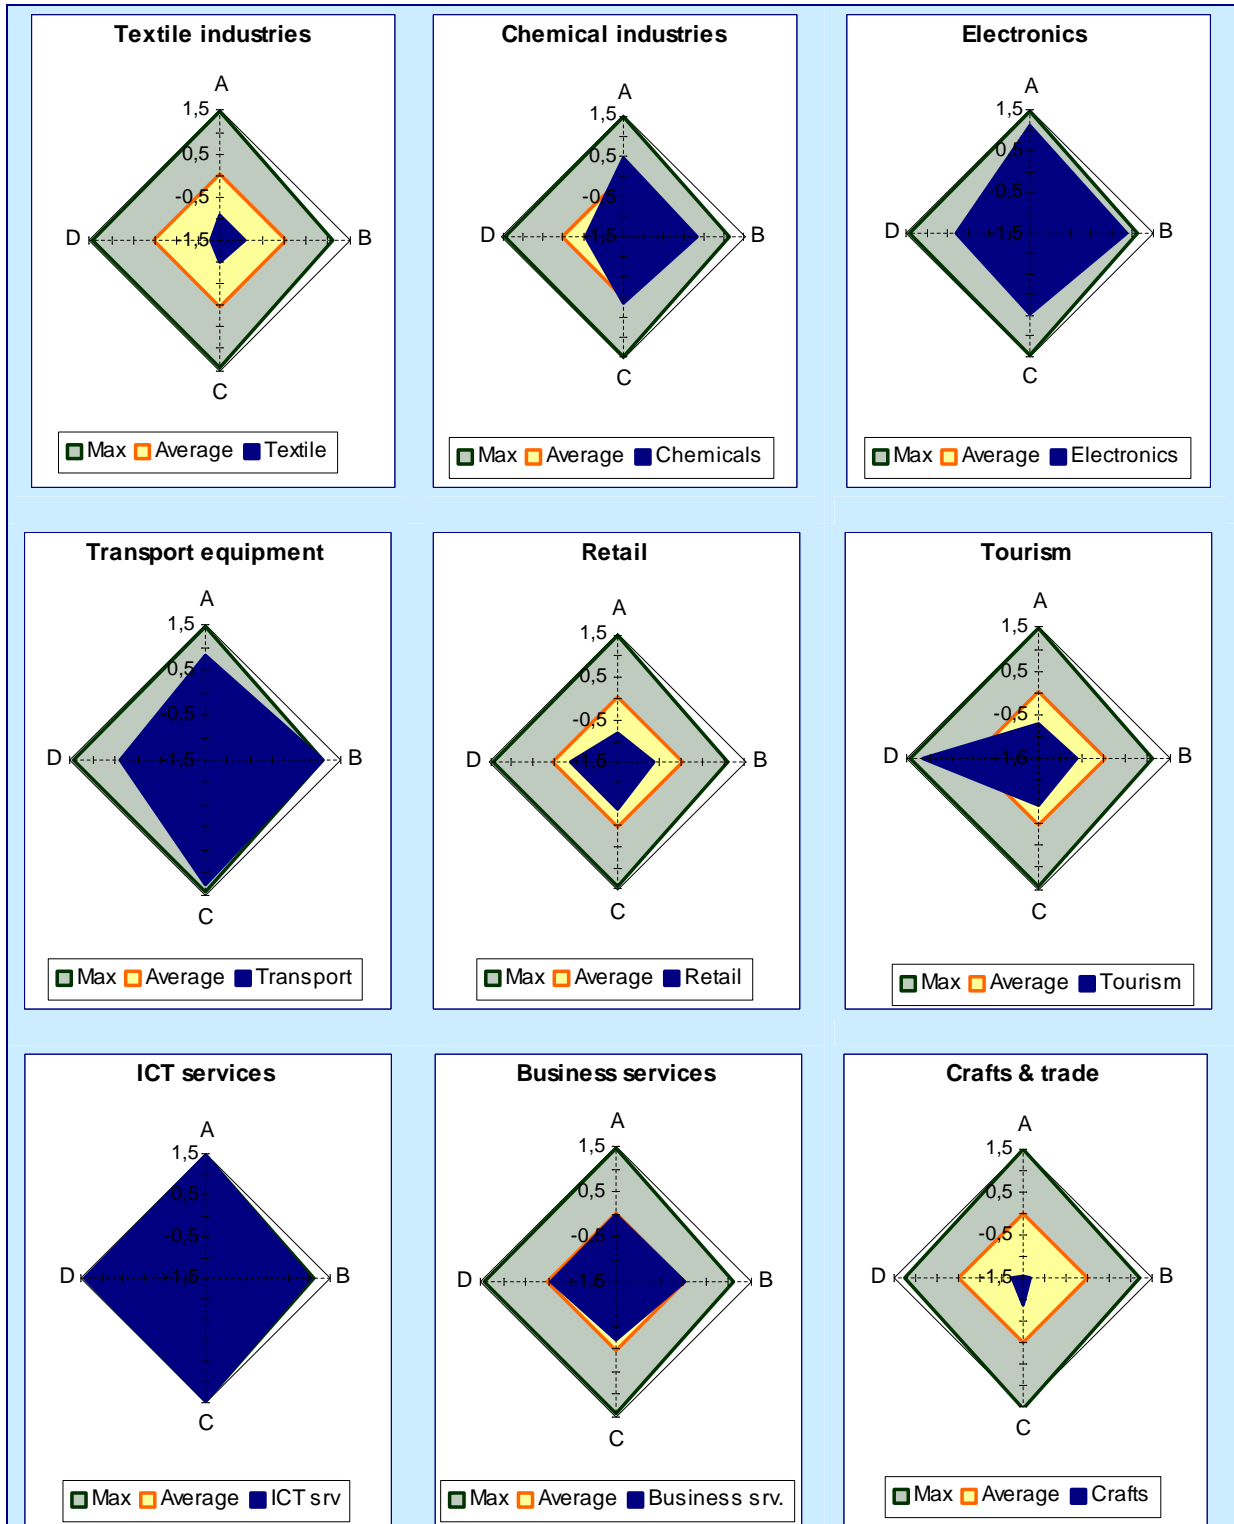 Textile industries
A
1,5
0,5
-0,5
D -1,5 B
C
Max Average Textile
Chemical industries
A
1,5
0,5
-0,5
D -1,5 B
C
Max Average Chemicals
Electronics
A
1,5
0,5
-0,5
D -1,5 B
C
Max Average Electronics
Transport equipment
A
1,5
0,5
-0,5
D -1,5 B
C
Max Average Transport
Retail
A
1,5
0,5
-0,5
D -1,5 B
C
Max Average Retail
Tourism
A
1,5
0,5
-0,5
D -1,5 B
C
Max Average Tourism
ICT services
A
1,5
0,5
-0,5
D -1,5 B
C
Max Average ICT srv
Business services
A
1,5
0,5
-0,5
D -1,5 B
C
Max Average Business srv.
Crafts & trade
A
1,5
0,5
-0,5
D -1,5 B
C
Max Average Crafts